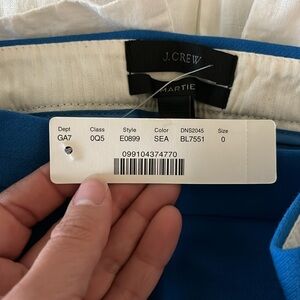 J.CREW
MARTIE
Dept Class Style Color DNS2045 Size
GA7 0Q5 E0899 SEA BL7551 0
099104374770